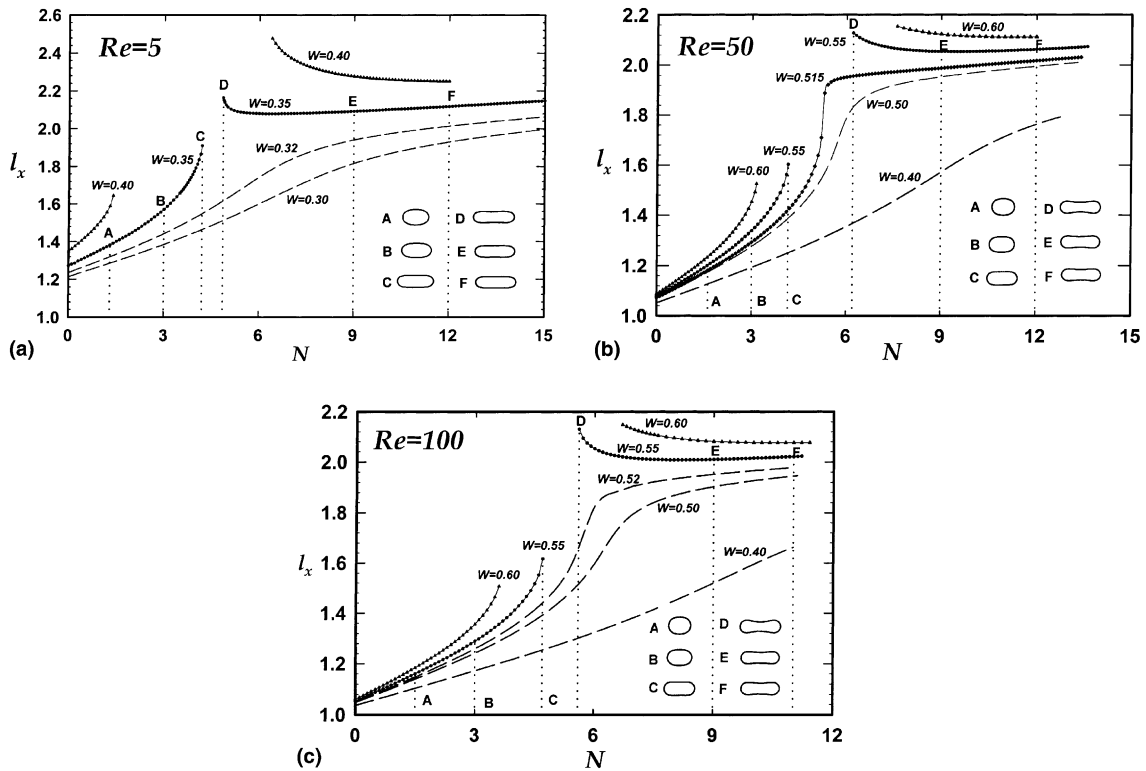 2.6
2.4
2.2
2.0
1.8
1.6
1.4
1.2
1.0
l_x
Re=5
W=0.40
D
W=0.35
E
F
C
W=0.35
W=0.32
B
W=0.40
W=0.30
A
A D
B E
C F
0 3 6 9 12 15
N
(a)
2.2
2.0
1.8
1.6
1.4
1.2
1.0
l_x
Re=50
W=0.60
D
W=0.55
E F
W=0.515
W=0.50
W=0.55
W=0.60
W=0.40
A D
B E
C F
A B C
0 3 6 9 12 15
N
(b)
2.2
2.0
1.8
1.6
1.4
1.2
1.0
l_x
Re=100
D
W=0.60
W=0.55
E F
W=0.52
W=0.50
W=0.55
W=0.60
W=0.40
A D
B E
C F
A B C
0 3 6 9 12
N
(c)